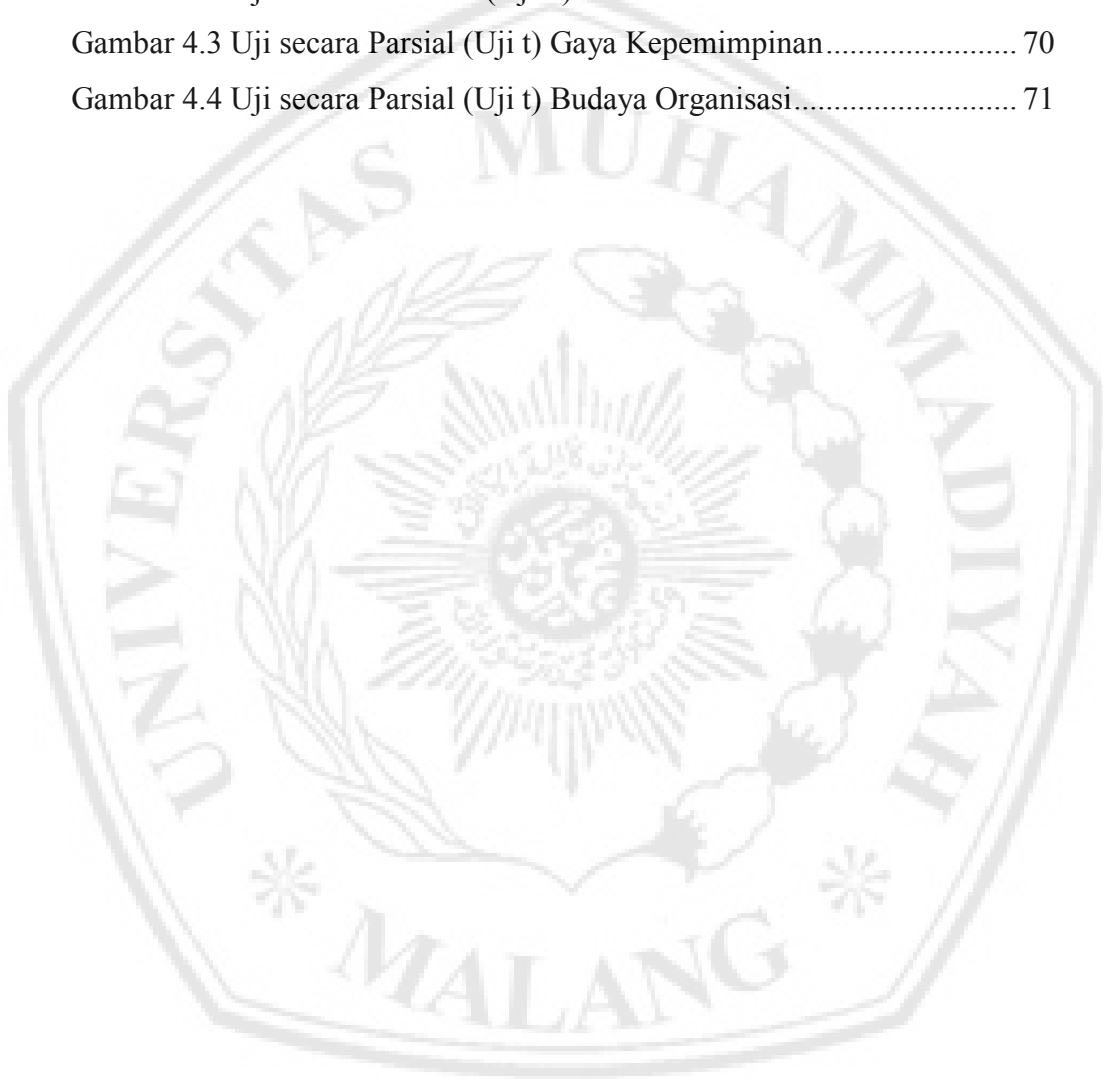 Gambar 4.3 Uji secara Parsial (Uji t) Gaya Kepemimpinan........................ 70
Gambar 4.4 Uji secara Parsial (Uji t) Budaya Organisasi........................... 71
UNIVERSITAS MUHAMMADIYAH
MALANG